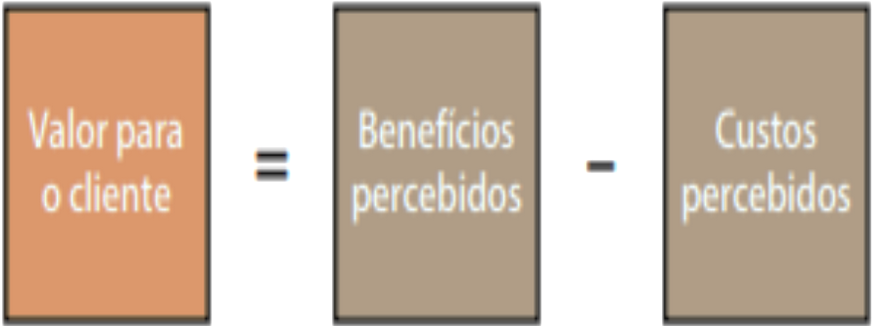 Valor para
o cliente
=
Benefícios
percebidos
-
Custos
percebidos